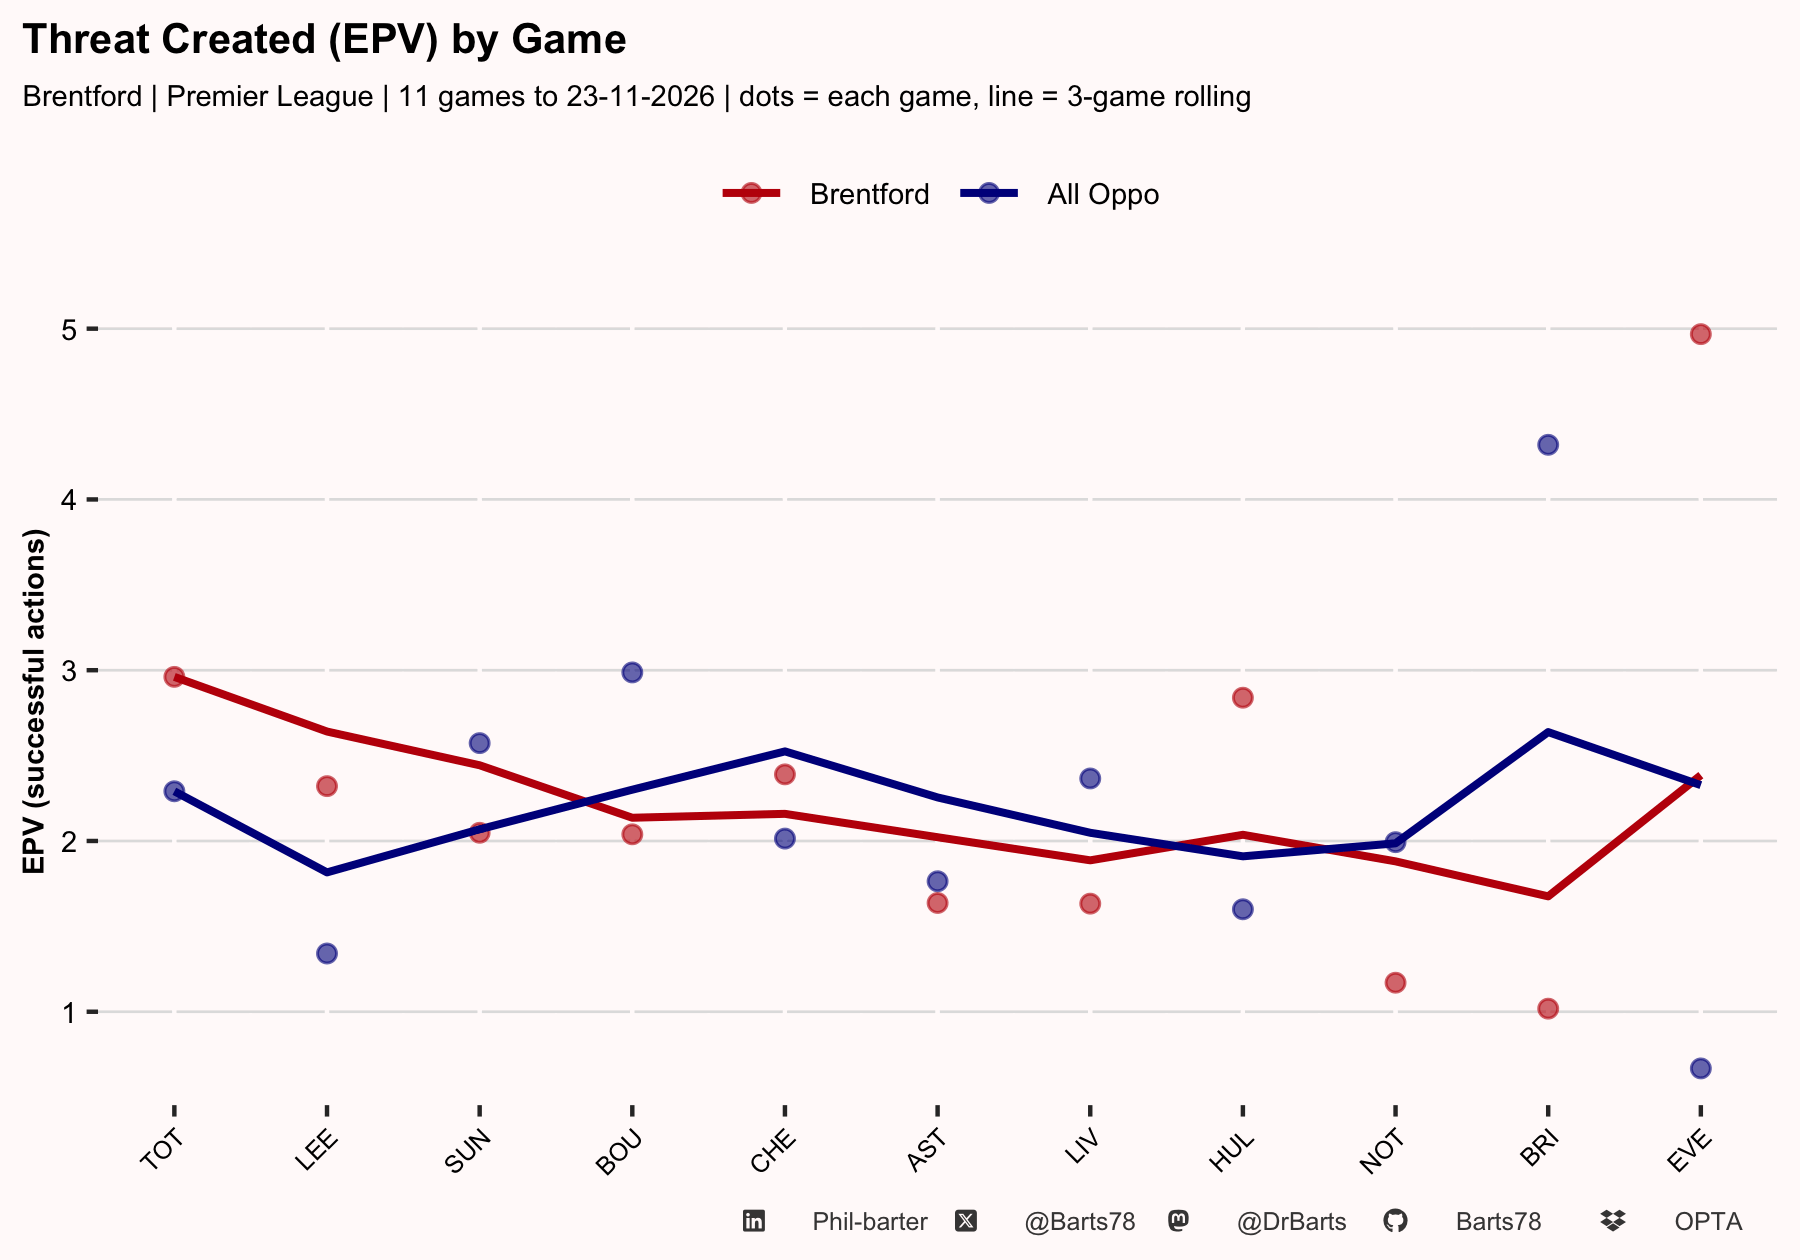 Threat Created (EPV) by Game
Brentford | Premier League | 11 games to 23-11-2026 | dots = each game, line = 3-game rolling
Brentford
All Oppo
EPV (successful actions)
5
4
3
2
1
TOT
LEE
SUN
BOU
CHE
AST
LIV
HUL
NOT
BRI
EVE
Phil-barter @Barts78 @DrBarts Barts78 OPTA